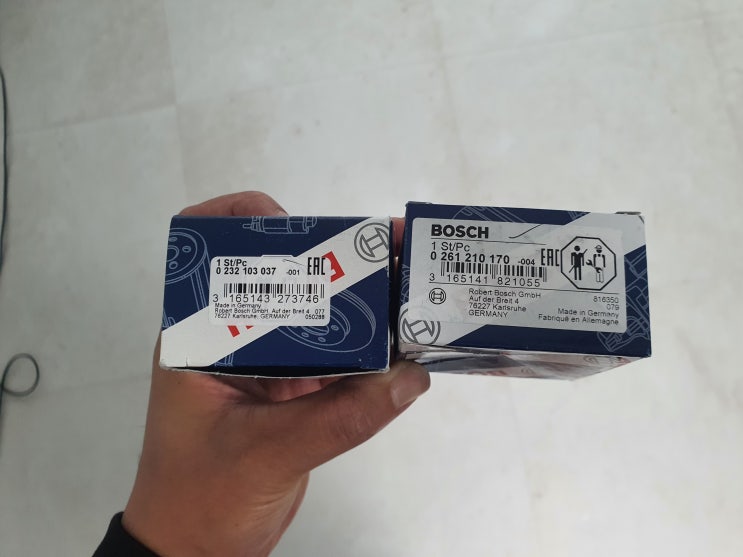 1 St/Pc
0 232 103 037 -001 EAC
3 165143 273746
Made in Germany
Robert Bosch GmbH, Auf der Breit 4 077
76227 Karlsruhe GERMANY 050288
BOSCH
1 St/Pc
0 261 210 170 -004 EAC
3 165141 821055
Robert Bosch GmbH
Auf der Breit 4
76227 Karlsruhe
GERMANY
816350
079
Made in Germany
Fabriqué en Allemagne